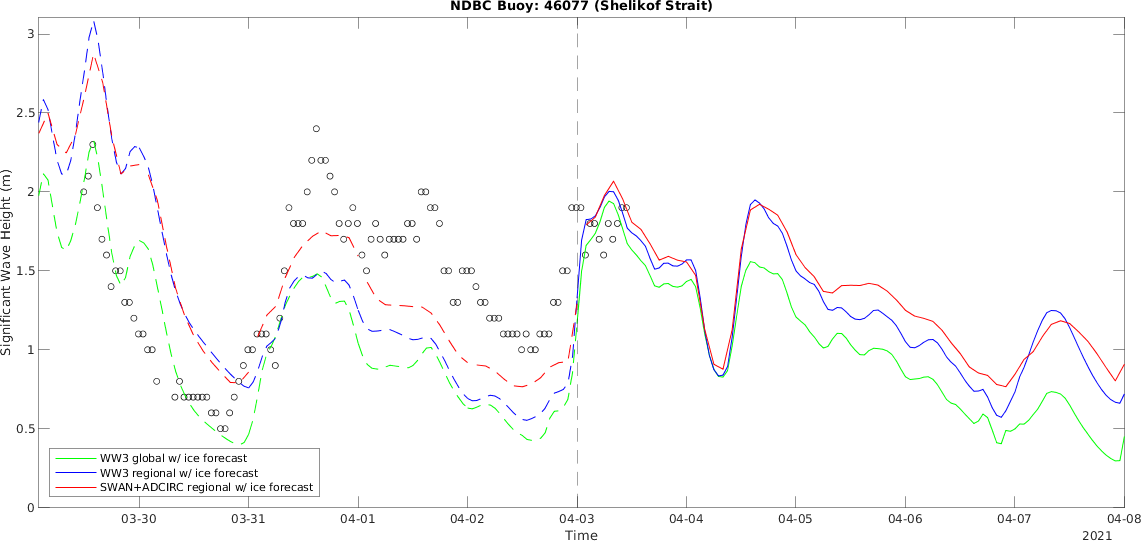 NDBC Buoy: 46077 (Shelikof Strait)
Significant Wave Height (m)
3
2.5
2
1.5
1
0.5
0
WW3 global w/ ice forecast
WW3 regional w/ ice forecast
SWAN+ADCIRC regional w/ ice forecast
03-30 03-31 04-01 04-02 04-03 04-04 04-05 04-06 04-07 04-08
Time
2021